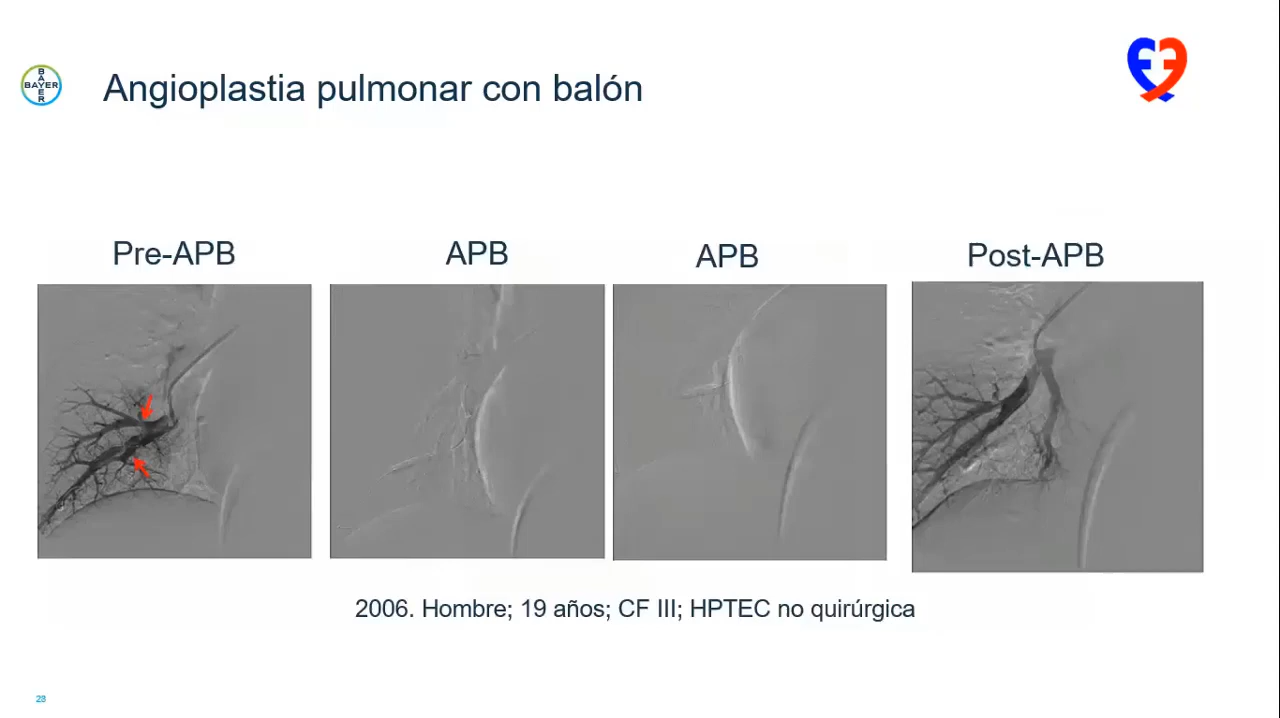 BAYER
BAYER
Angioplastia pulmonar con balón
Pre-APB
APB
APB
Post-APB
2006. Hombre; 19 años; CF III; HPTEC no quirúrgica
23